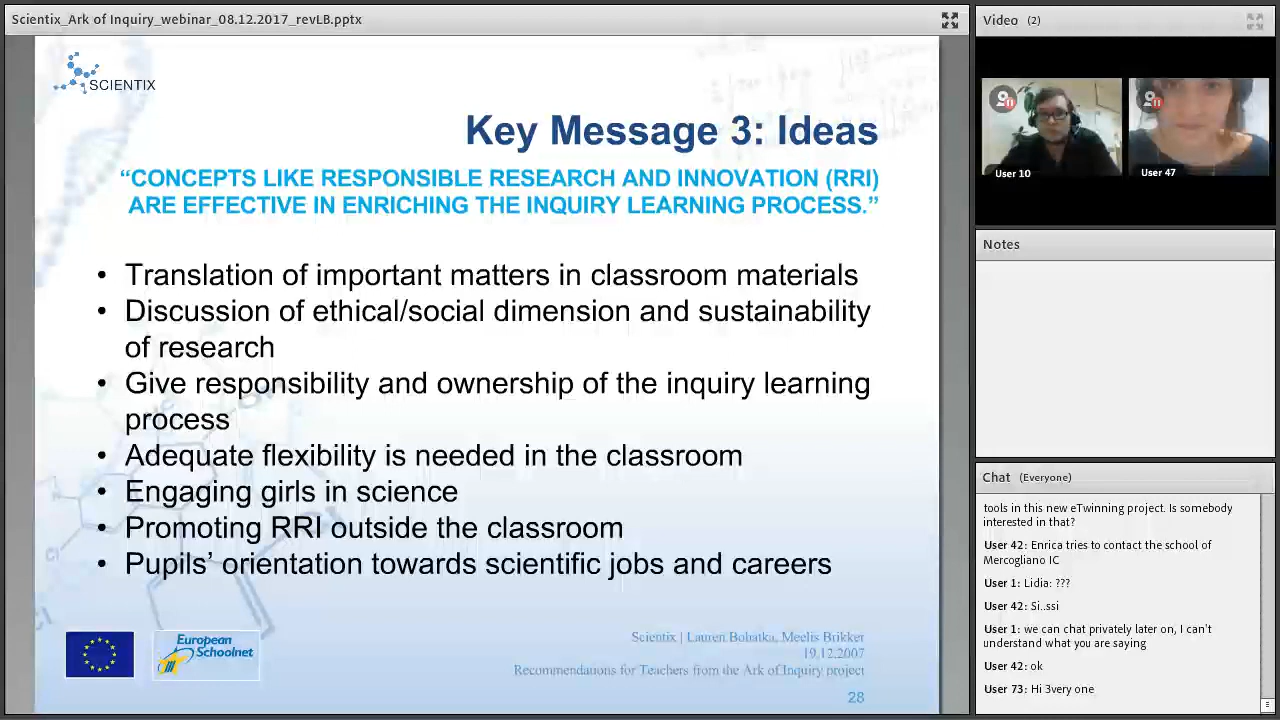 Scientix_Ark of Inquiry_webinar_08.12.2017_revLB.pptx
SCIENTIX
Key Message 3: Ideas
“CONCEPTS LIKE RESPONSIBLE RESEARCH AND INNOVATION (RRI)
ARE EFFECTIVE IN ENRICHING THE INQUIRY LEARNING PROCESS.”
• Translation of important matters in classroom materials
• Discussion of ethical/social dimension and sustainability
of research
• Give responsibility and ownership of the inquiry learning
process
• Adequate flexibility is needed in the classroom
• Engaging girls in science
• Promoting RRI outside the classroom
• Pupils’ orientation towards scientific jobs and careers
European
Schoolnet
Scientix | Lauren Bohatka, Meelis Brikker
19.12.2007
Recommendations for Teachers from the Ark of Inquiry project
28
Video (2)
User 10
User 47
Notes
Chat (Everyone)
tools in this new eTwinning project. Is somebody
interested in that?
User 42: Enrica tries to contact the school of
Mercogliano IC
User 1: Lidia: ???
User 42: Si..ssi
User 1: we can chat privately later on, I can't
understand what you are saying
User 42: ok
User 73: Hi 3very one